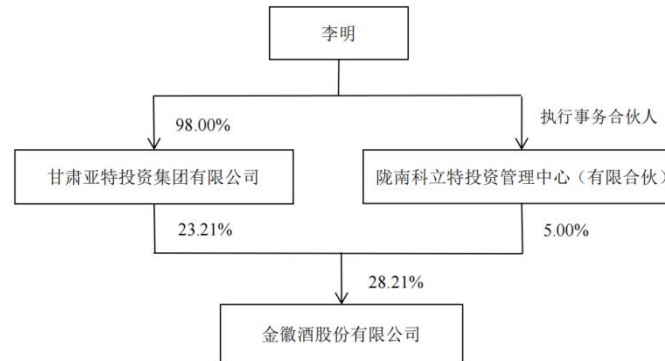 李明
98.00%
执行事务合伙人
甘肃亚特投资集团有限公司
陇南科立特投资管理中心（有限合伙）
23.21%
5.00%
28.21%
金徽酒股份有限公司